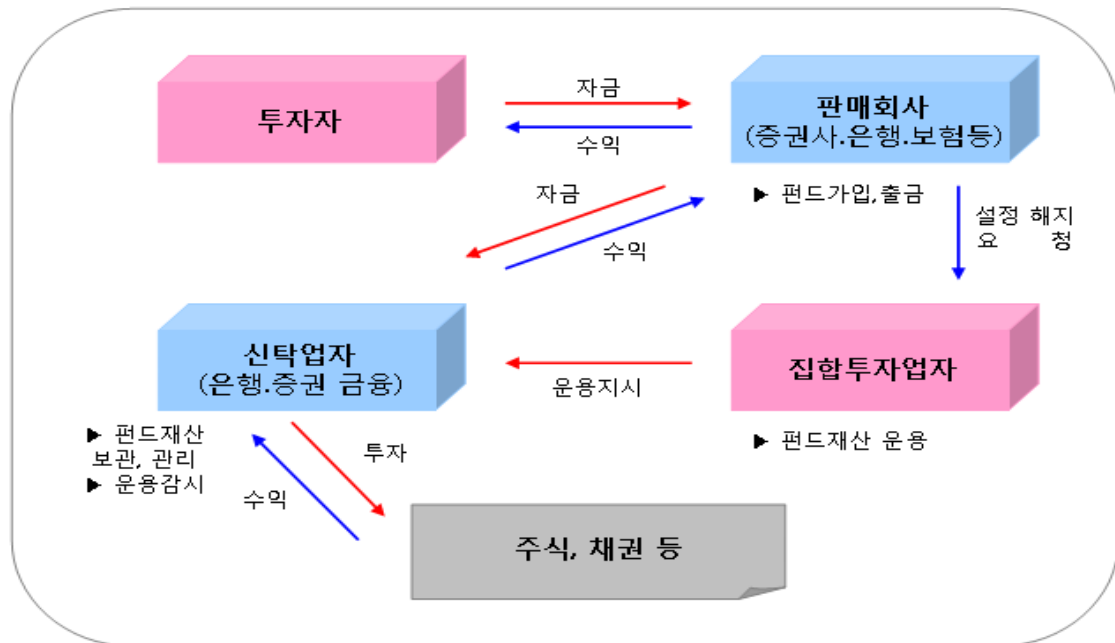 투자자
자금
수익
판매회사
(증권사.은행.보험등)
▶ 펀드가입,출금
자금
수익
설정 해지
요 청
신탁업자
(은행.증권 금융)
▶ 펀드재산
보관, 관리
▶ 운용감시
운용지시
집합투자업자
▶ 펀드재산 운용
투자
수익
주식, 채권 등